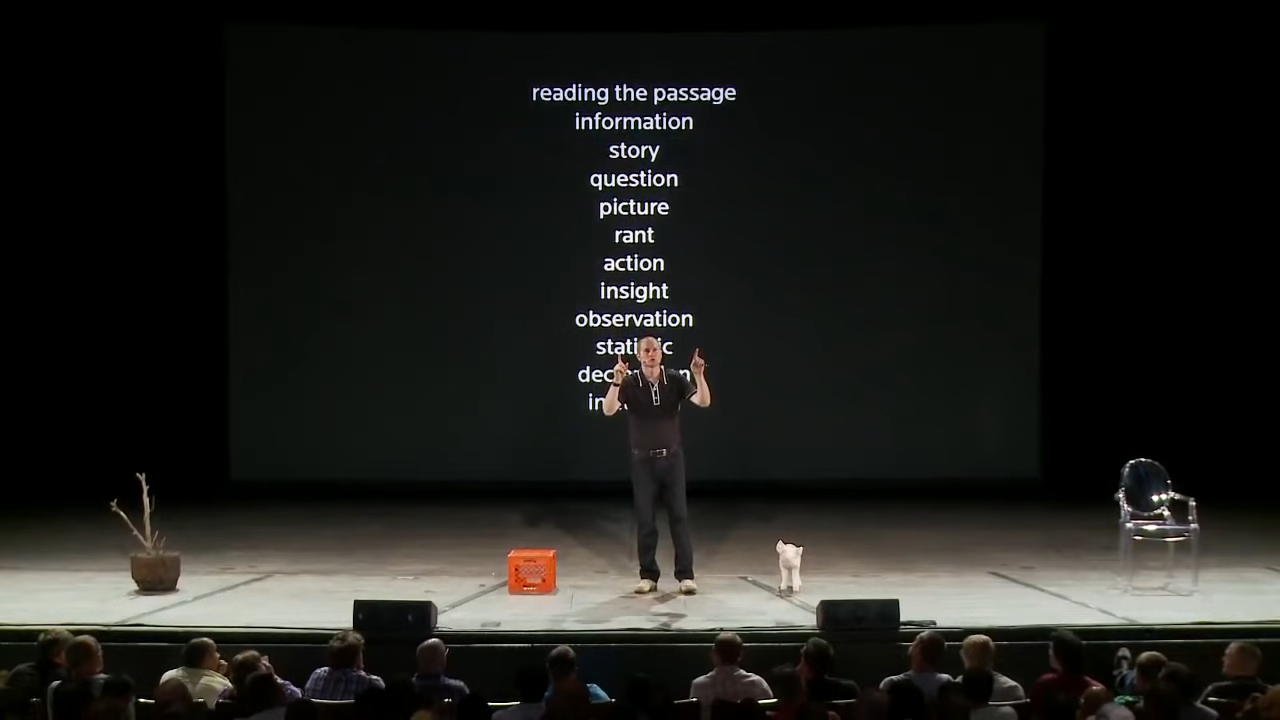 reading the passage
information
story
question
picture
rant
action
insight
observation